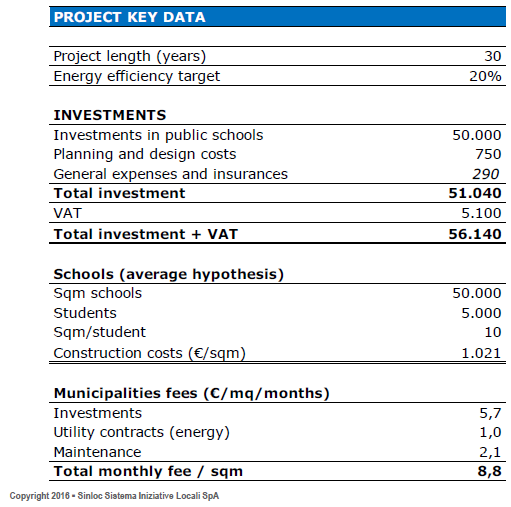 PROJECT KEY DATA
Project length (years) 30
Energy efficiency target 20%
INVESTMENTS
Investments in public schools 50.000
Planning and design costs 750
General expenses and insurances 290
Total investment 51.040
VAT 5.100
Total investment + VAT 56.140
Schools (average hypothesis)
Sqm schools 50.000
Students 5.000
Sqm/student 10
Construction costs (€/sqm) 1.021
Municipalities fees (€/mq/months)
Investments 5,7
Utility contracts (energy) 1,0
Maintenance 2,1
Total monthly fee / sqm 8,8
Copyright 2016 • Sinloc Sistema Iniziative Locali SpA